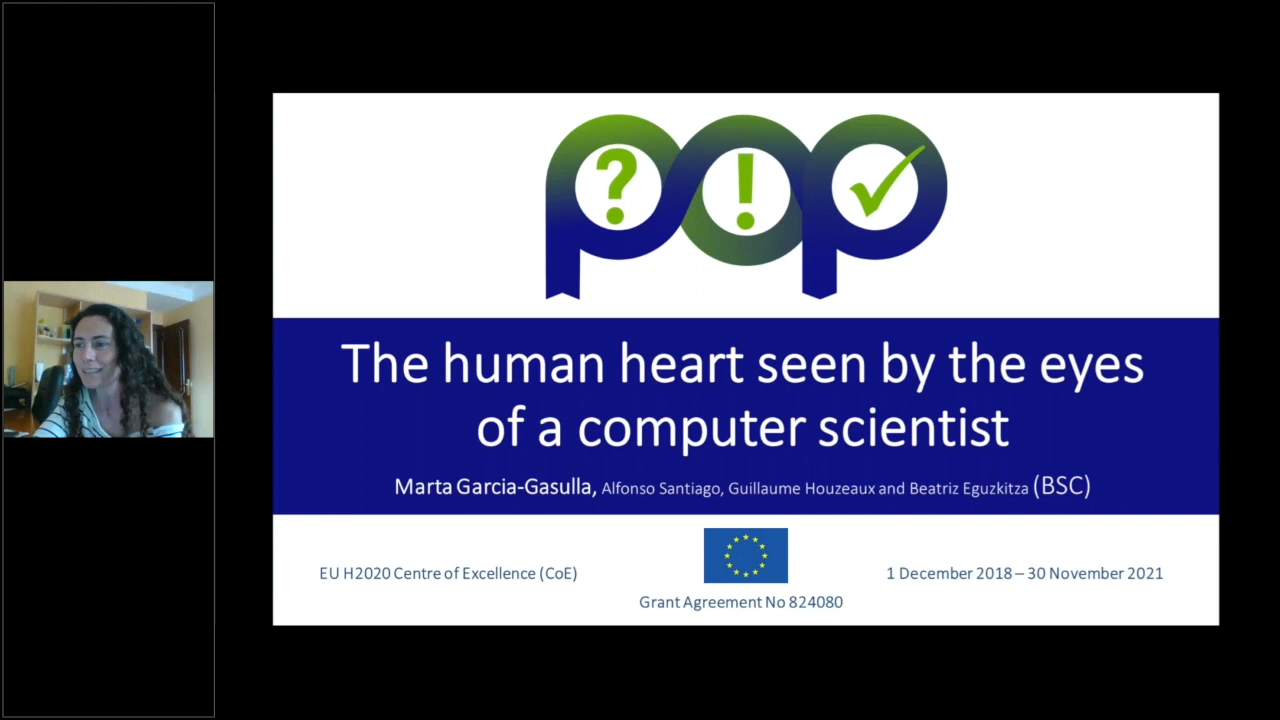 pop
The human heart seen by the eyes
of a computer scientist
Marta Garcia-Gasulla, Alfonso Santiago, Guillaume Houzeaux and Beatriz Eguzkitza (BSC)
EU H2020 Centre of Excellence (CoE)
1 December 2018 – 30 November 2021
Grant Agreement No 824080